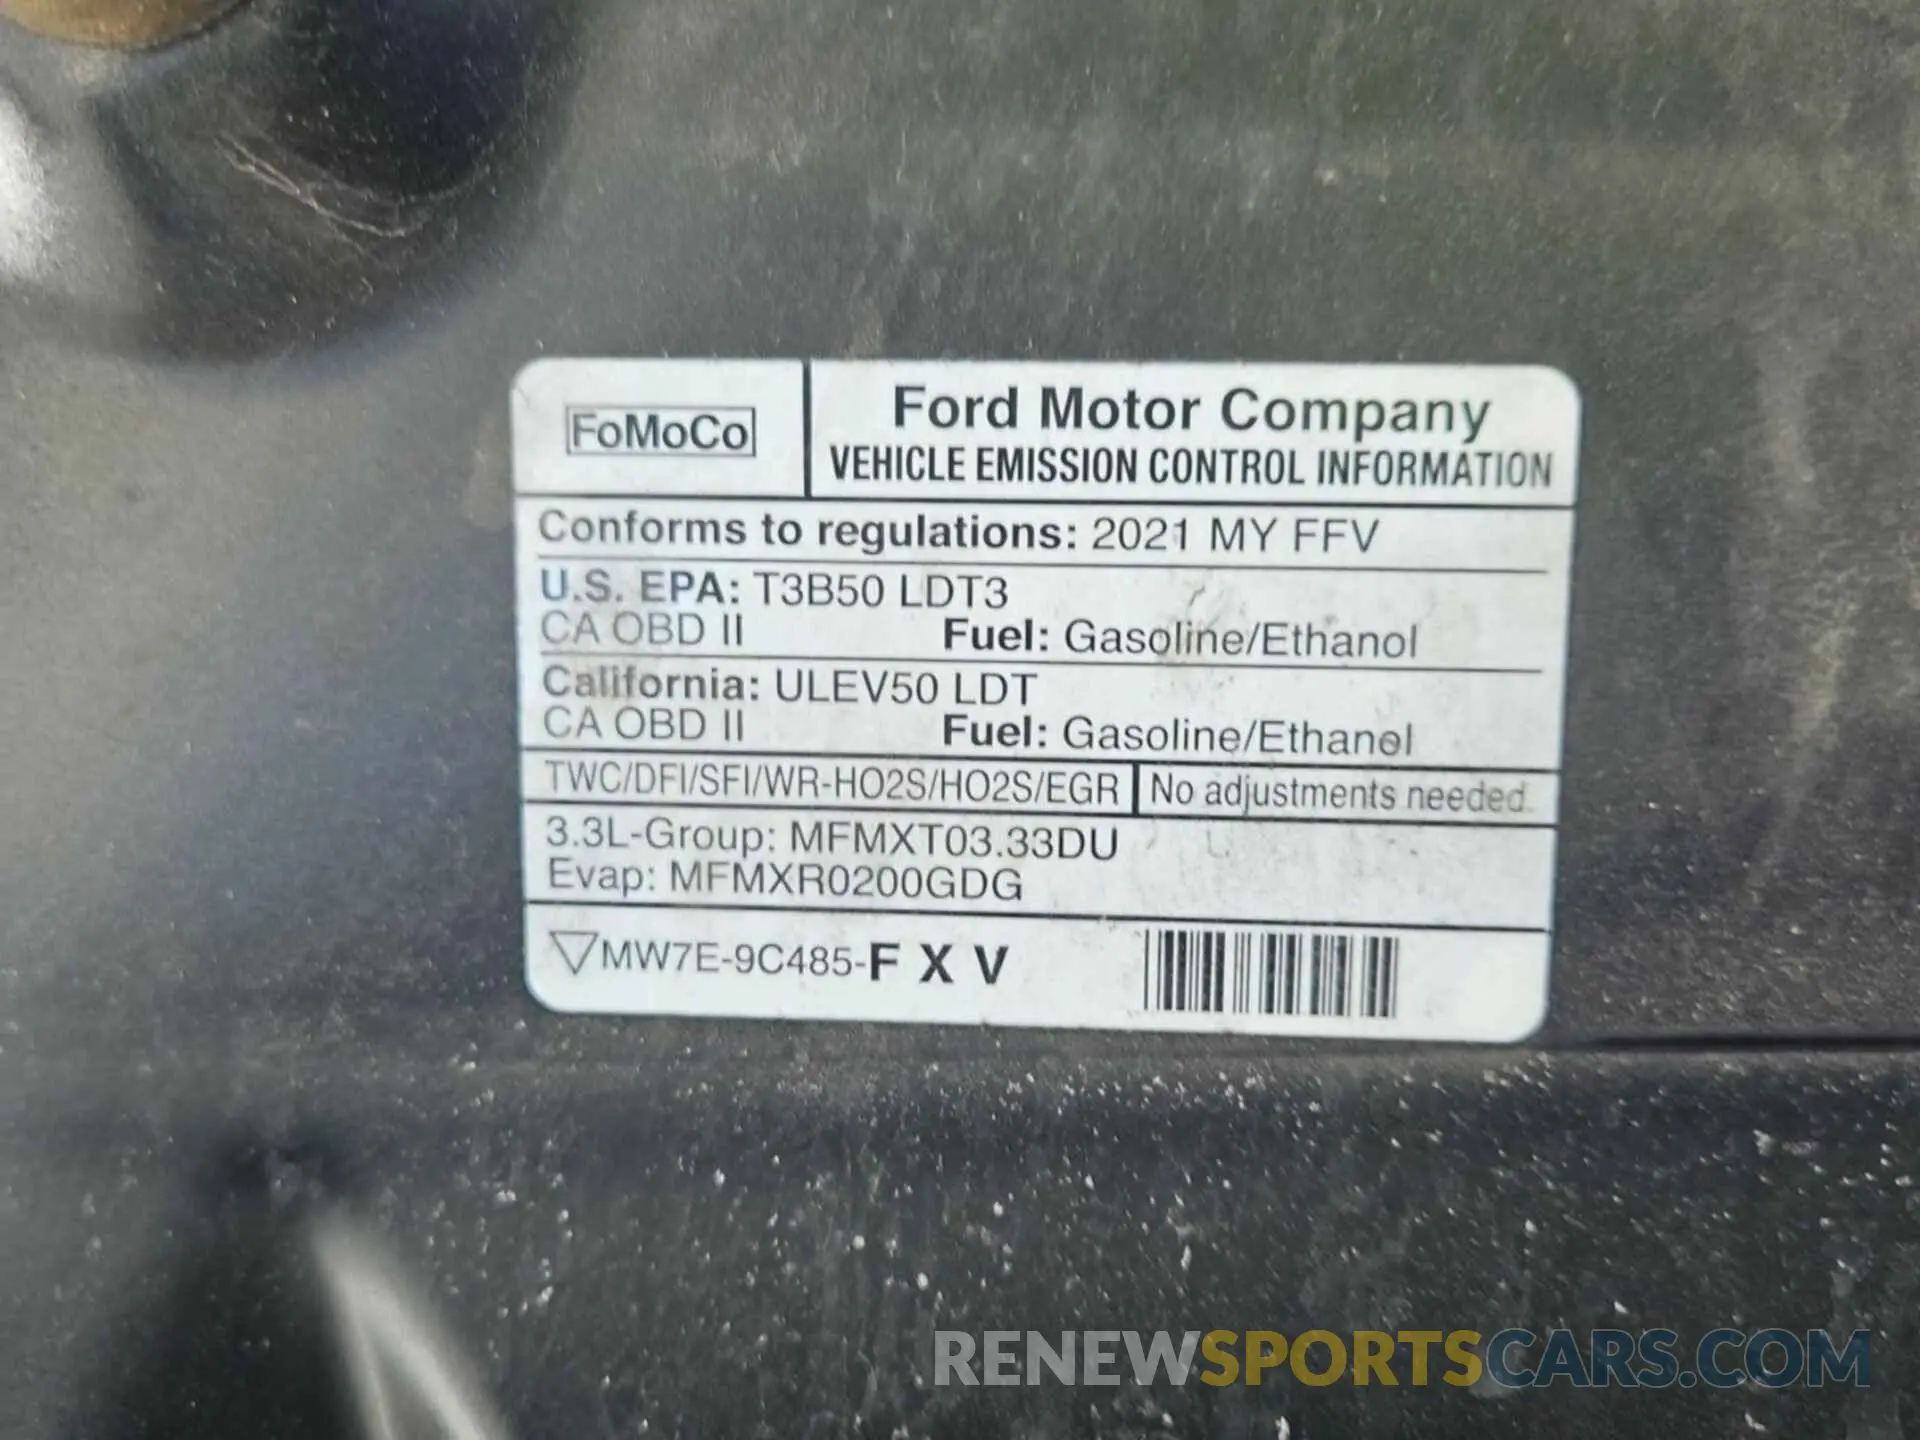 FoMoCo
Ford Motor Company
VEHICLE EMISSION CONTROL INFORMATION
Conforms to regulations: 2021 MY FFV
U.S. EPA: T3B50 LDT3
CA OBD II Fuel: Gasoline/Ethanol
California: ULEV50 LDT
CA OBD II Fuel: Gasoline/Ethanol
TWC/DFI/SFI/WR-HO2S/HO2S/EGR No adjustments needed.
3.3L-Group: MFMXT03.33DU
Evap: MFMXR0200GDG
MW7E-9C485-F X V
RENEWSPORTSCARS.COM